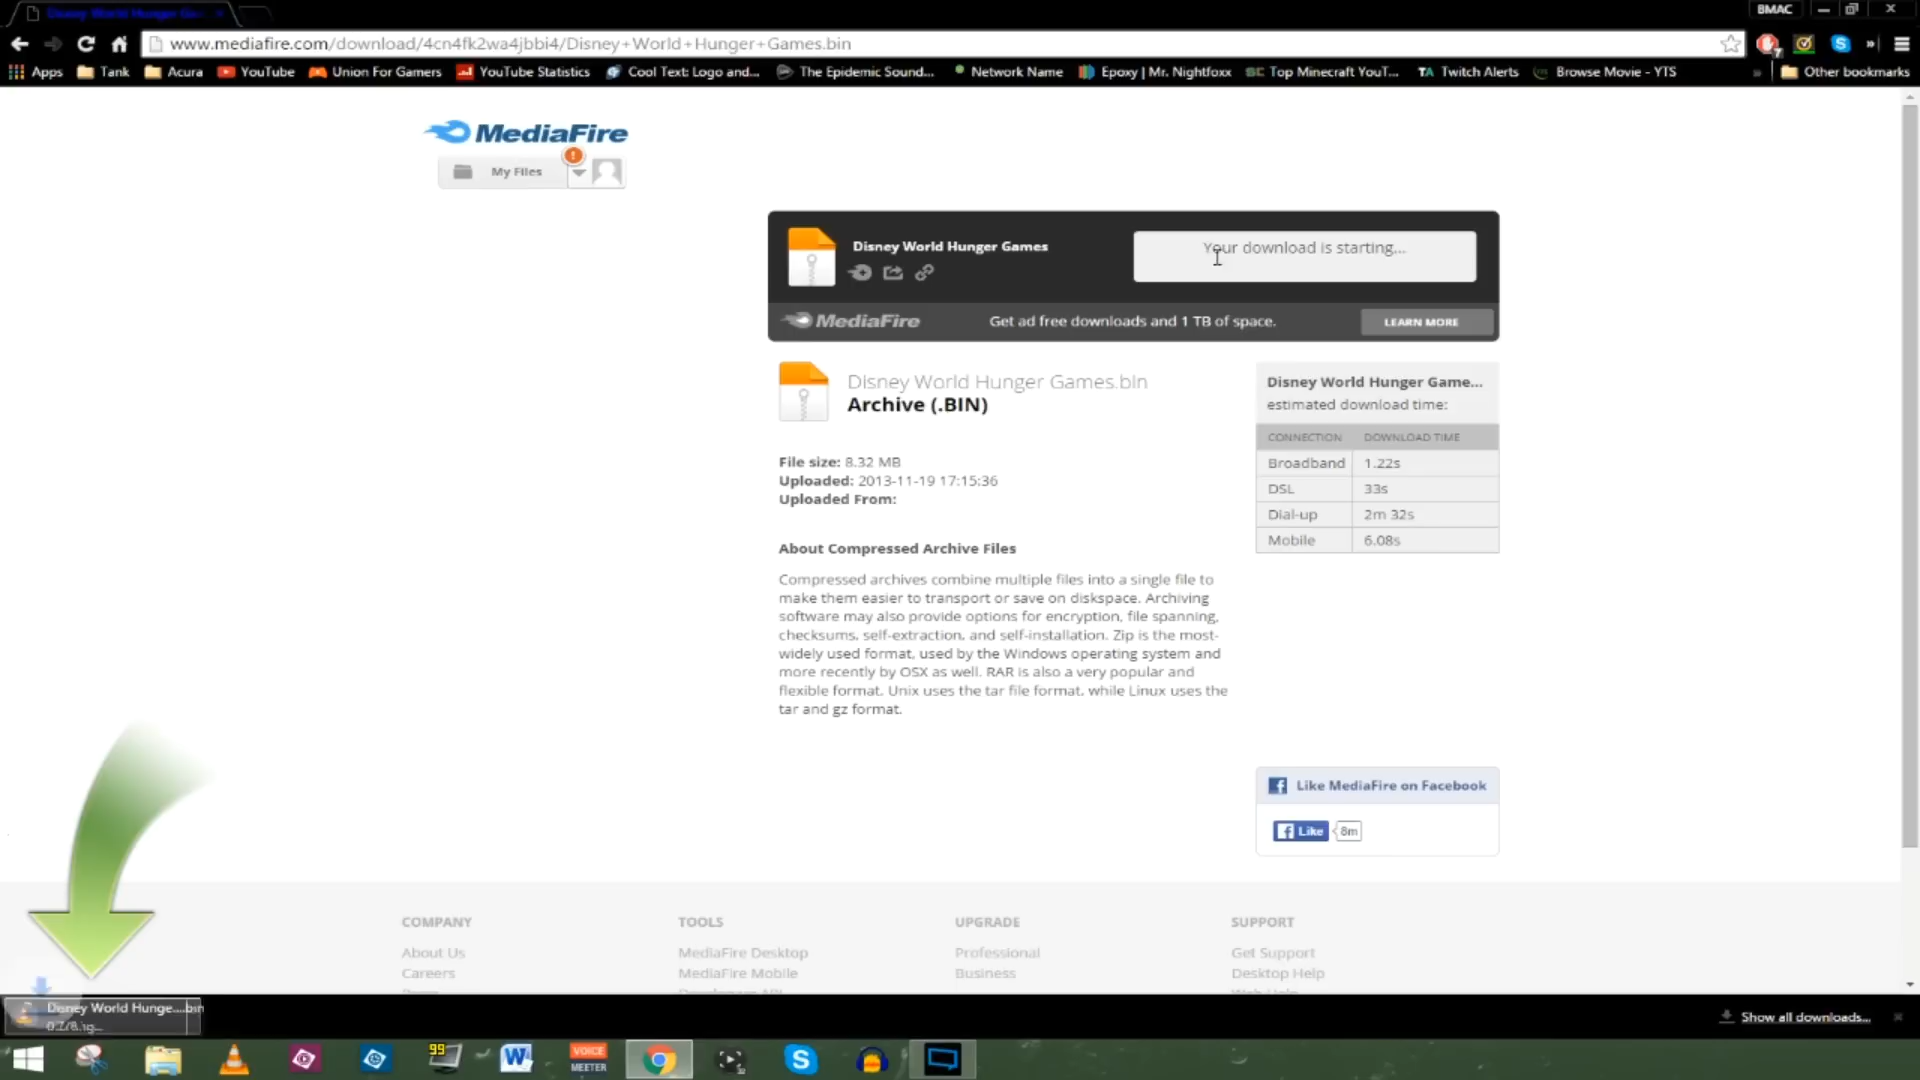 BMAC
www.mediafire.com/download/4cn4fk2wa4jbbi4/Disney+World+Hunger+Games.bin
Apps Tank Acura YouTube Union For Gamers YouTube Statistics Cool Text: Logo and... The Epidemic Sound... Network Name Epoxy | Mr. Nightfoxx Top Minecraft YouT... TA Twitch Alerts Browse Movie - YTS » Other bookmarks
MediaFire
My Files
Disney World Hunger Games
Your download is starting...
MediaFire Get ad free downloads and 1 TB of space. LEARN MORE
Disney World Hunger Games.bin
Archive (.BIN)
File size: 8.32 MB
Uploaded: 2013-11-19 17:15:36
Uploaded From:
About Compressed Archive Files
Compressed archives combine multiple files into a single file to
make them easier to transport or save on diskspace. Archiving
software may also provide options for encryption, file spanning,
checksums, self-extraction, and self-installation. Zip is the most-
widely used format, used by the Windows operating system and
more recently by OSX as well. RAR is also a very popular and
flexible format. Unix uses the tar file format, while Linux uses the
tar and gz format.
Disney World Hunger Game...
estimated download time:
CONNECTION DOWNLOAD TIME
Broadband 1.22s
DSL 33s
Dial-up 2m 32s
Mobile 6.08s
Like MediaFire on Facebook
Like 8m
COMPANY TOOLS UPGRADE SUPPORT
About Us MediaFire Desktop Professional Get Support
Careers MediaFire Mobile Business Desktop Help
Disney World Hunge....bin
Show all downloads...
99 VOICE
MEETER